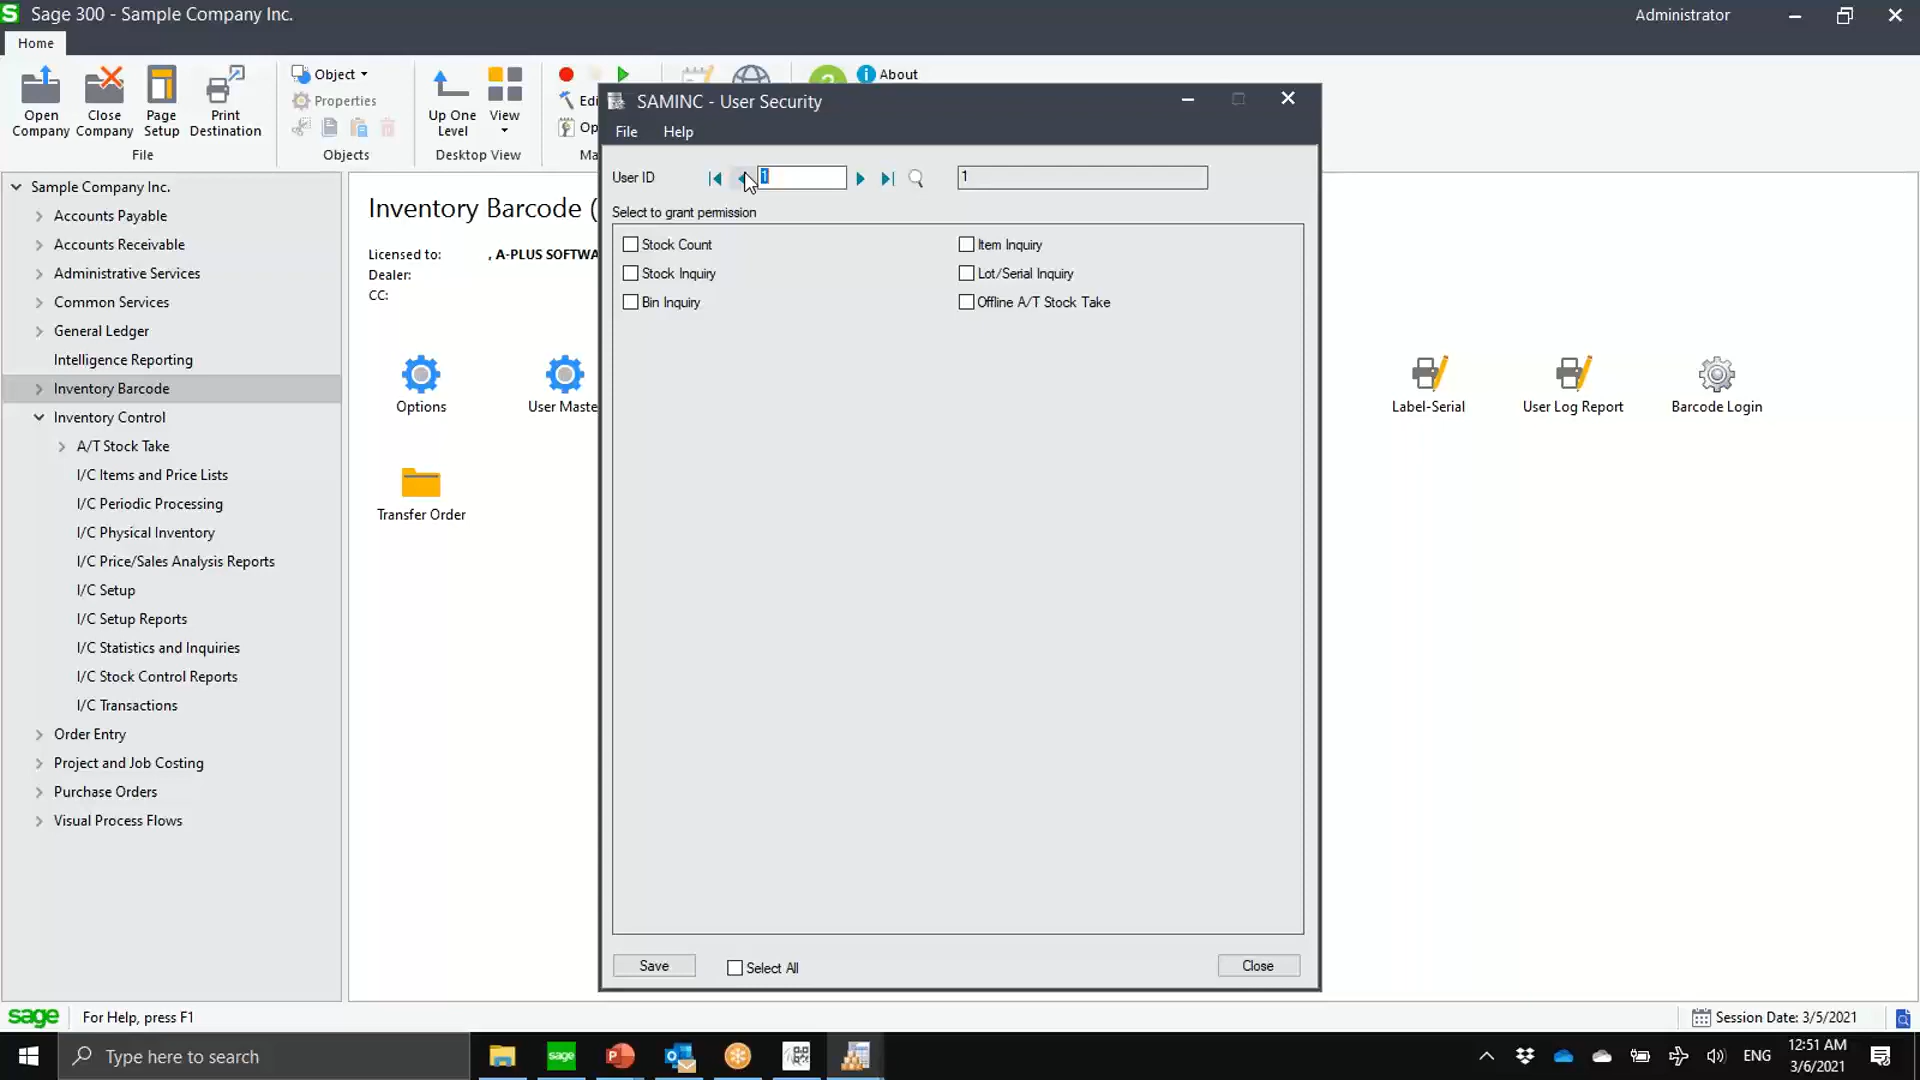 Sage 300 - Sample Company Inc.
Administrator
Home
Open Company
Close Company
Page Setup
Print Destination
File
Object
Properties
Objects
Up One Level
View
Desktop View
Edi
Op
Ma
About
SAMINC - User Security
File
Help
User ID
1
1
Select to grant permission
Stock Count
Item Inquiry
Stock Inquiry
Lot/Serial Inquiry
Bin Inquiry
Offline A/T Stock Take
Save
Select All
Close
Sample Company Inc.
Accounts Payable
Accounts Receivable
Administrative Services
Common Services
General Ledger
Intelligence Reporting
Inventory Barcode
Inventory Control
A/T Stock Take
I/C Items and Price Lists
I/C Periodic Processing
I/C Physical Inventory
I/C Price/Sales Analysis Reports
I/C Setup
I/C Setup Reports
I/C Statistics and Inquiries
I/C Stock Control Reports
I/C Transactions
Order Entry
Project and Job Costing
Purchase Orders
Visual Process Flows
Inventory Barcode (
Licensed to: , A-PLUS SOFTWA
Dealer:
CC:
Options
User Maste
Label-Serial
User Log Report
Barcode Login
Transfer Order
sage
For Help, press F1
Session Date: 3/5/2021
Type here to search
sage
ENG
12:51 AM
3/6/2021